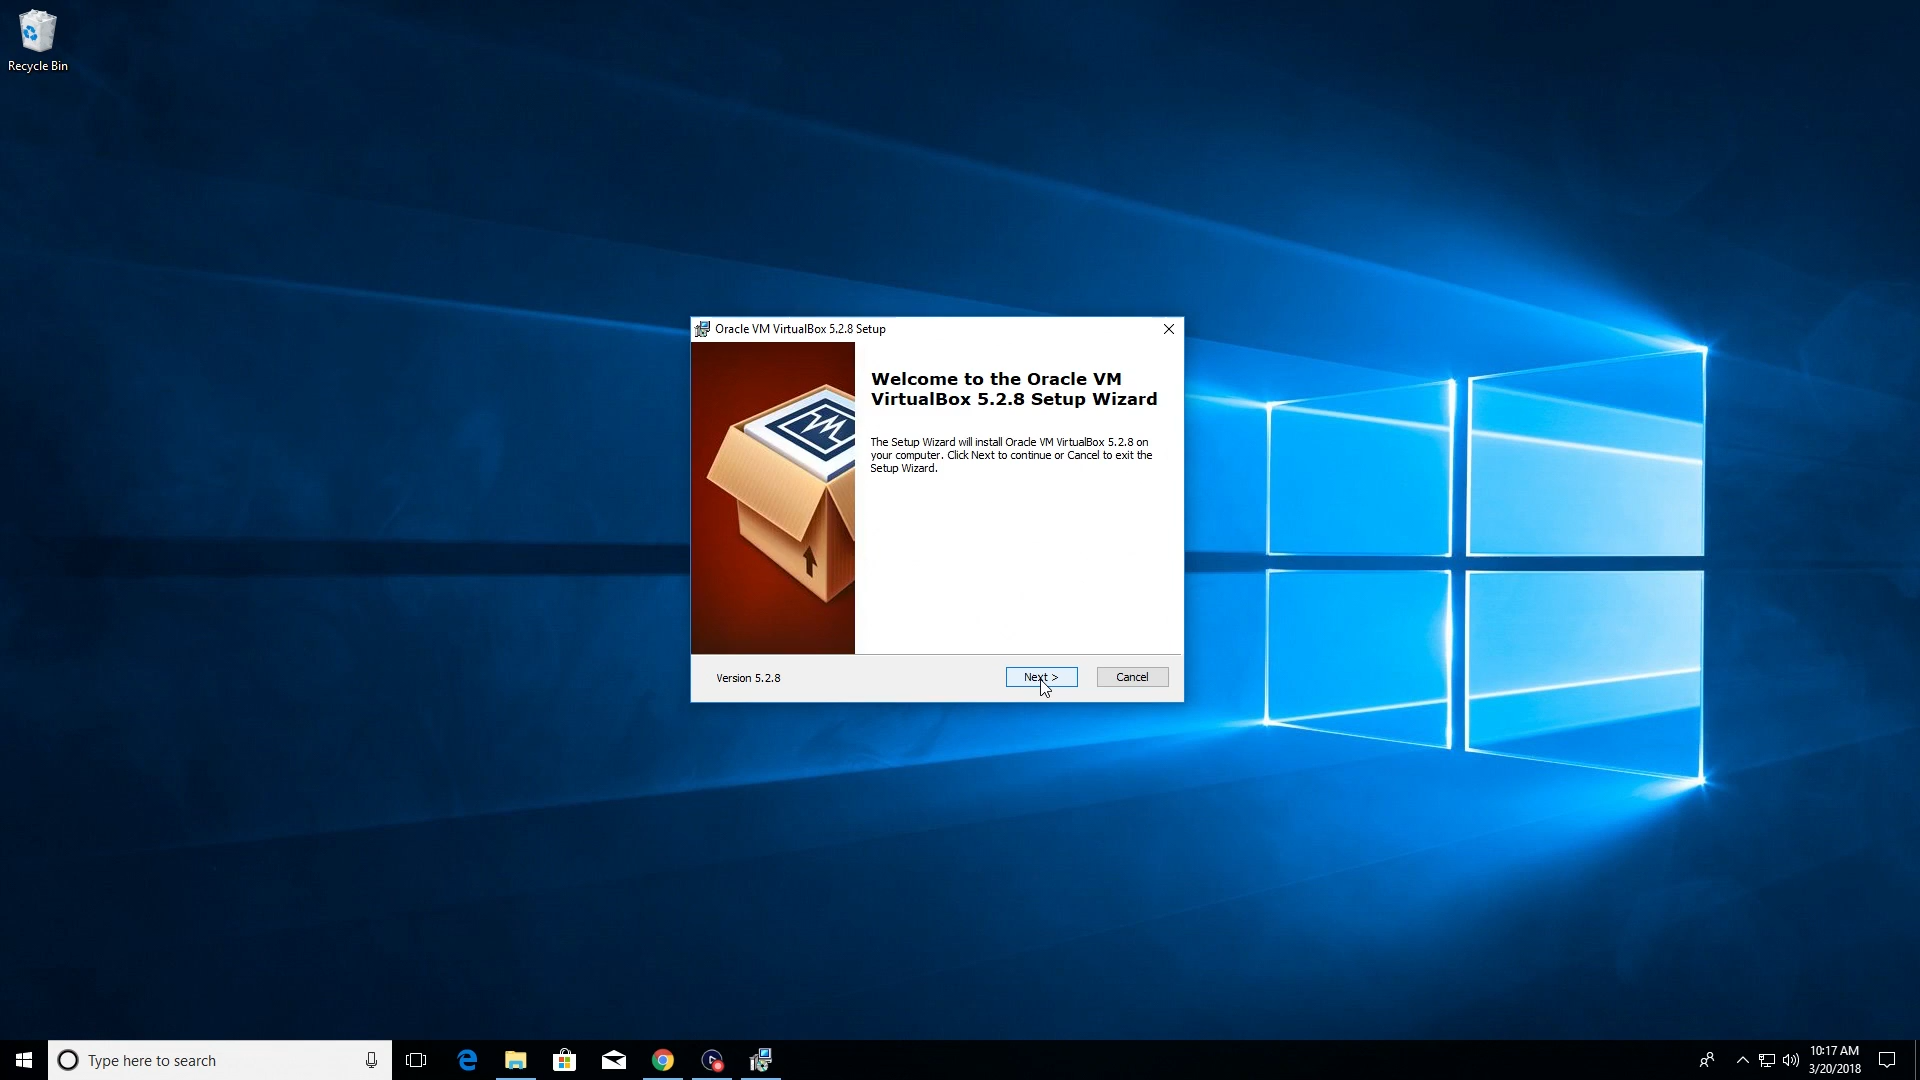 Recycle Bin
Oracle VM VirtualBox 5.2.8 Setup
Welcome to the Oracle VM
VirtualBox 5.2.8 Setup Wizard
The Setup Wizard will install Oracle VM VirtualBox 5.2.8 on
your computer. Click Next to continue or Cancel to exit the
Setup Wizard.
Version 5.2.8
Next >
Cancel
Type here to search
10:17 AM
3/20/2018